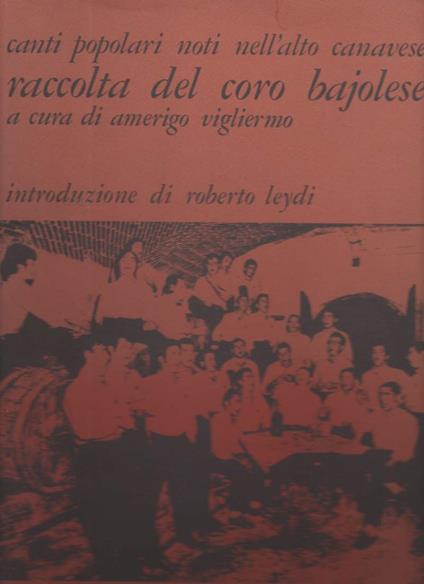 canti popolari noti nell'alto canavese
raccolta del coro bajolese
a cura di amerigo vigliermo
introduzione di roberto leydi